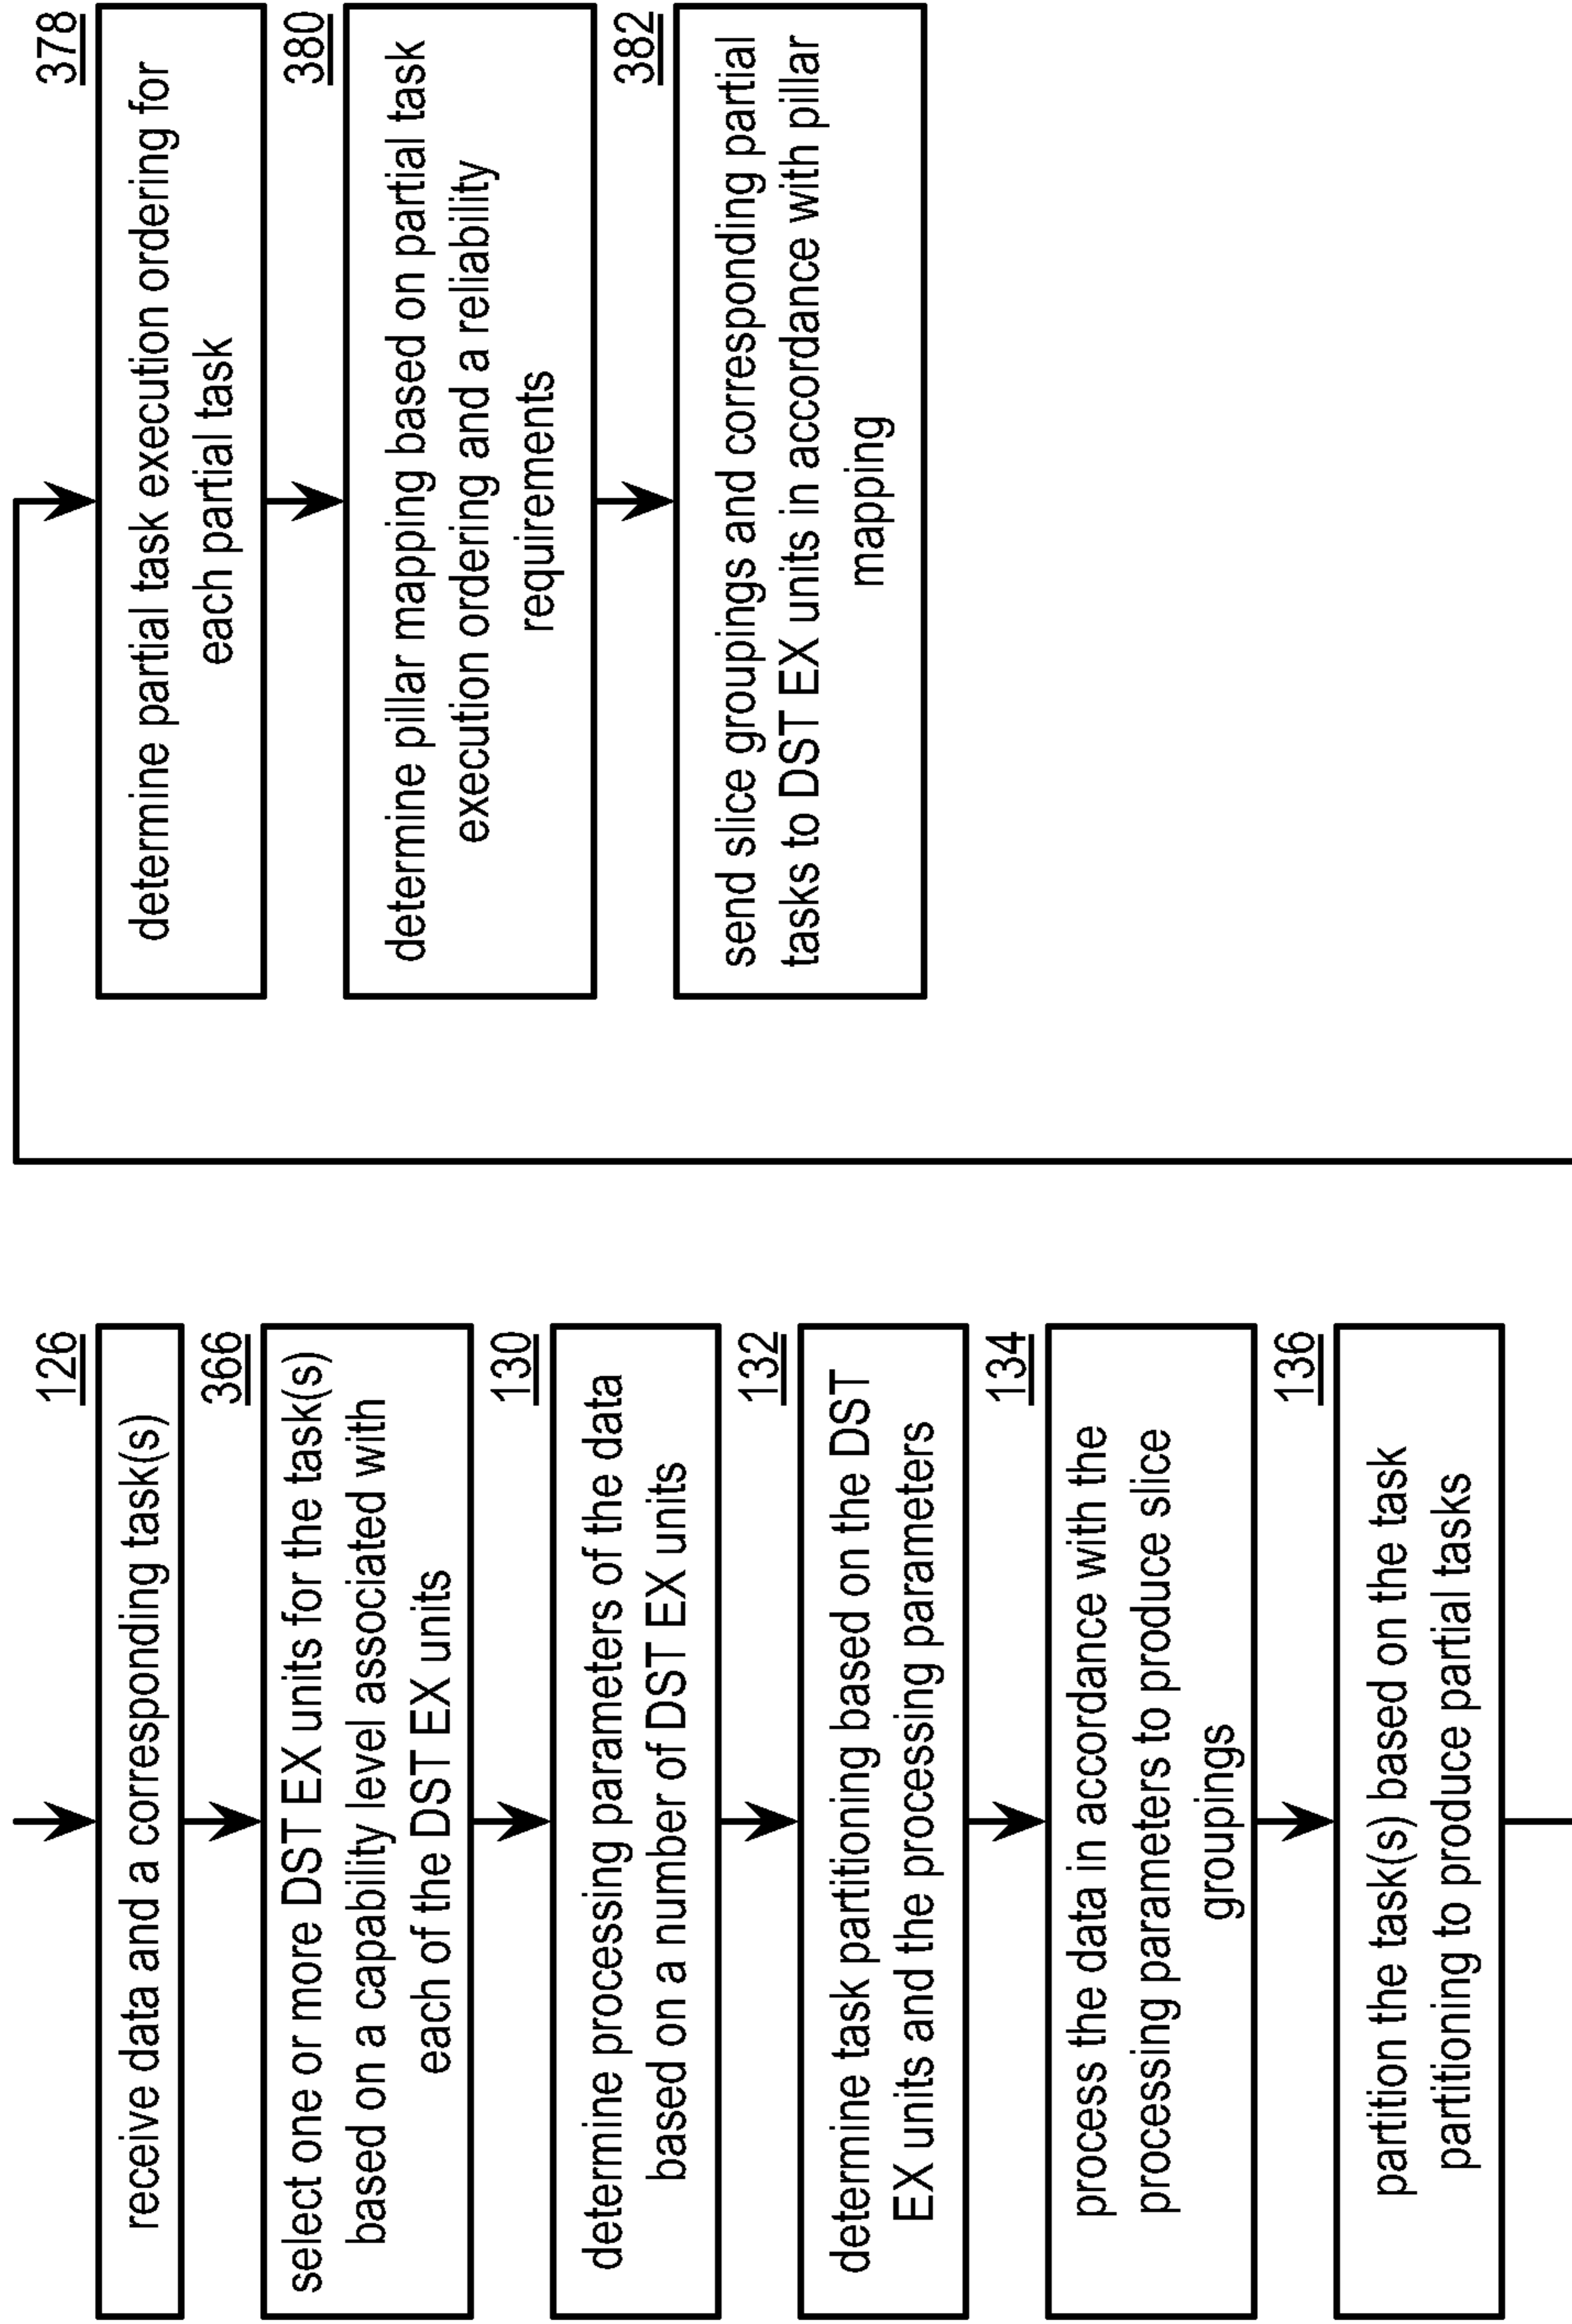 126
receive data and a corresponding task(s)
366
select one or more DST EX units for the task(s)
based on a capability level associated with
each of the DST EX units
130
determine processing parameters of the data
based on a number of DST EX units
132
determine task partitioning based on the DST
EX units and the processing parameters
134
process the data in accordance with the
processing parameters to produce slice
groupings
136
partition the task(s) based on the task
partitioning to produce partial tasks
378
determine partial task execution ordering for
each partial task
380
determine pillar mapping based on partial task
execution ordering and a reliability
requirements
382
send slice groupings and corresponding partial
tasks to DST EX units in accordance with pillar
mapping